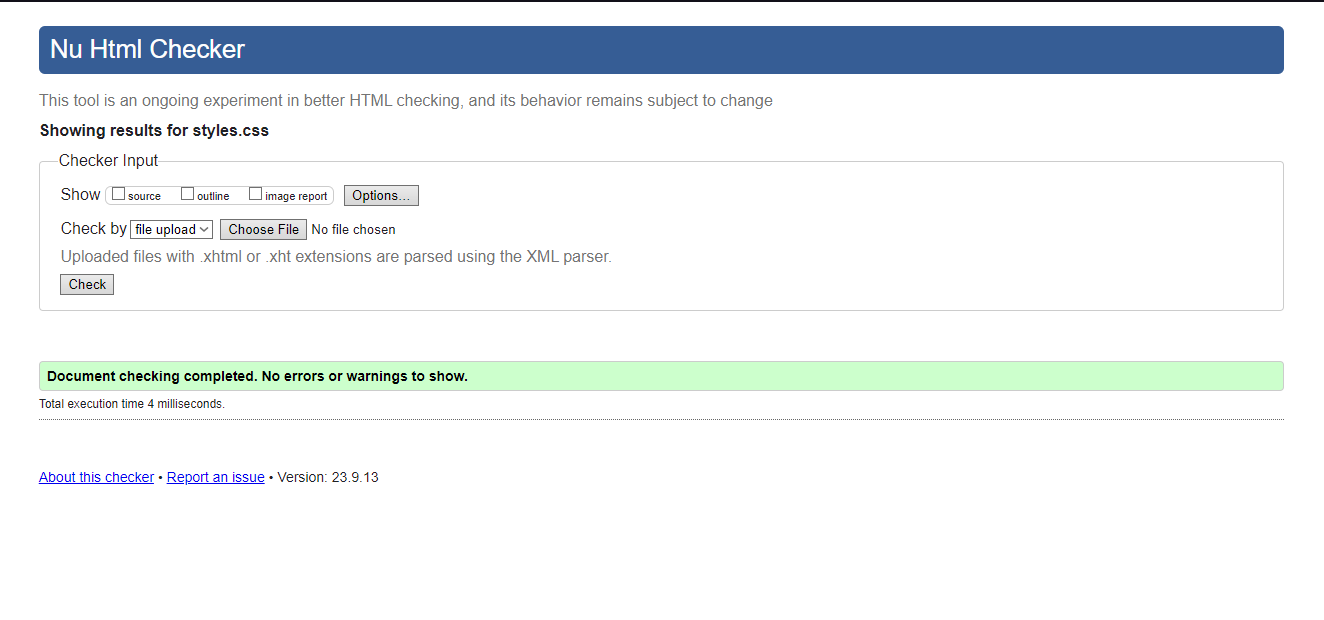 Nu Html Checker
This tool is an ongoing experiment in better HTML checking, and its behavior remains subject to change
Showing results for styles.css
Checker Input
Show source outline image report Options...
Check by file upload Choose File No file chosen
Uploaded files with .xhtml or .xht extensions are parsed using the XML parser.
Check
Document checking completed. No errors or warnings to show.
Total execution time 4 milliseconds.
About this checker • Report an issue • Version: 23.9.13